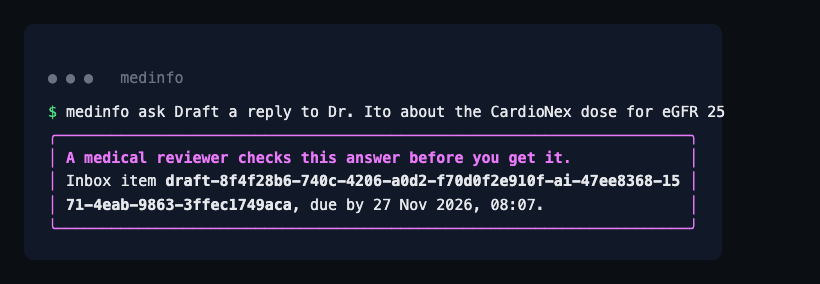 medinfo
$ medinfo ask Draft a reply to Dr. Ito about the CardioNex dose for eGFR 25
A medical reviewer checks this answer before you get it.
Inbox item draft-8f4f28b6-740c-4206-a0d2-f70d0f2e910f-ai-47ee8368-15
71-4eab-9863-3ffec1749aca, due by 27 Nov 2026, 08:07.